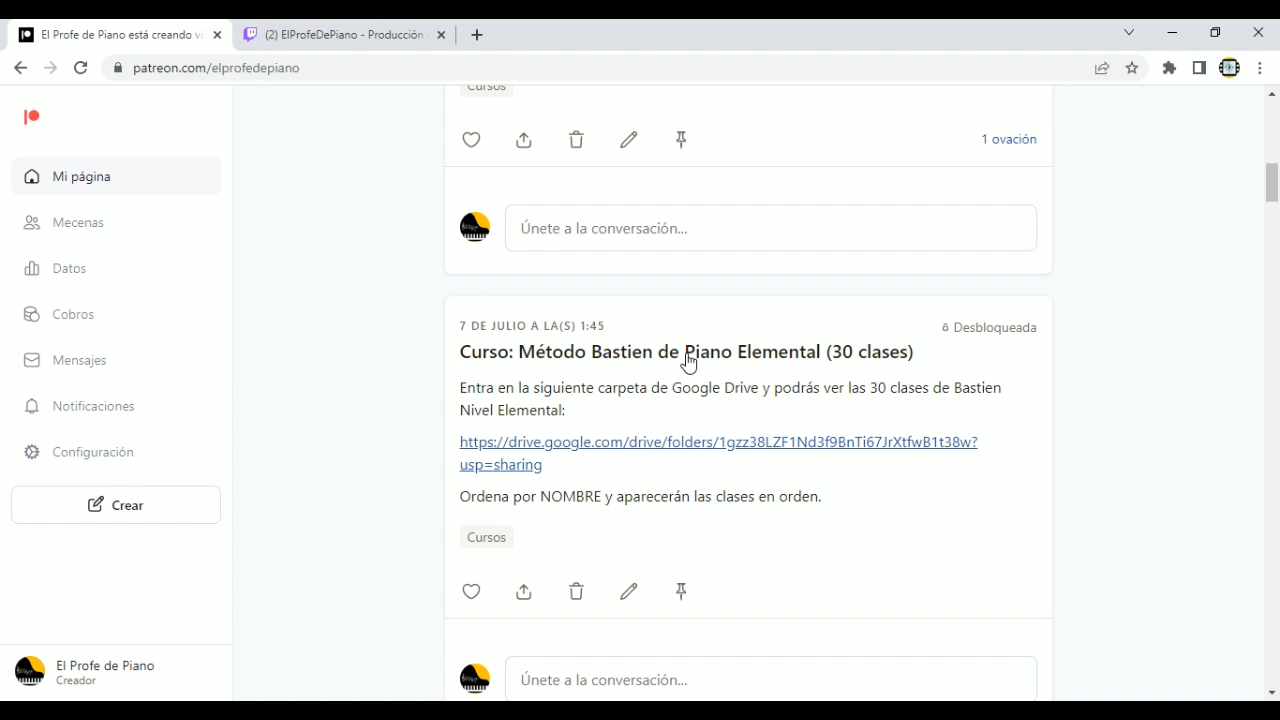 El Profe de Piano está creando vi
(2) ElProfeDePiano - Producción
patreon.com/elprofedepiano
Cursos
1 ovación
Mi página
Mecenas
Datos
Cobros
Mensajes
Notificaciones
Configuración
Crear
El Profe de Piano
Creador
Únete a la conversación...
7 DE JULIO A LA(S) 1:45
Desbloqueada
Curso: Método Bastien de Piano Elemental (30 clases)
Entra en la siguiente carpeta de Google Drive y podrás ver las 30 clases de Bastien
Nivel Elemental:
https://drive.google.com/drive/folders/1gzz38LZF1Nd3f9BnTi67JrXtfwB1t38w?
usp=sharing
Ordena por NOMBRE y aparecerán las clases en orden.
Cursos
Únete a la conversación...